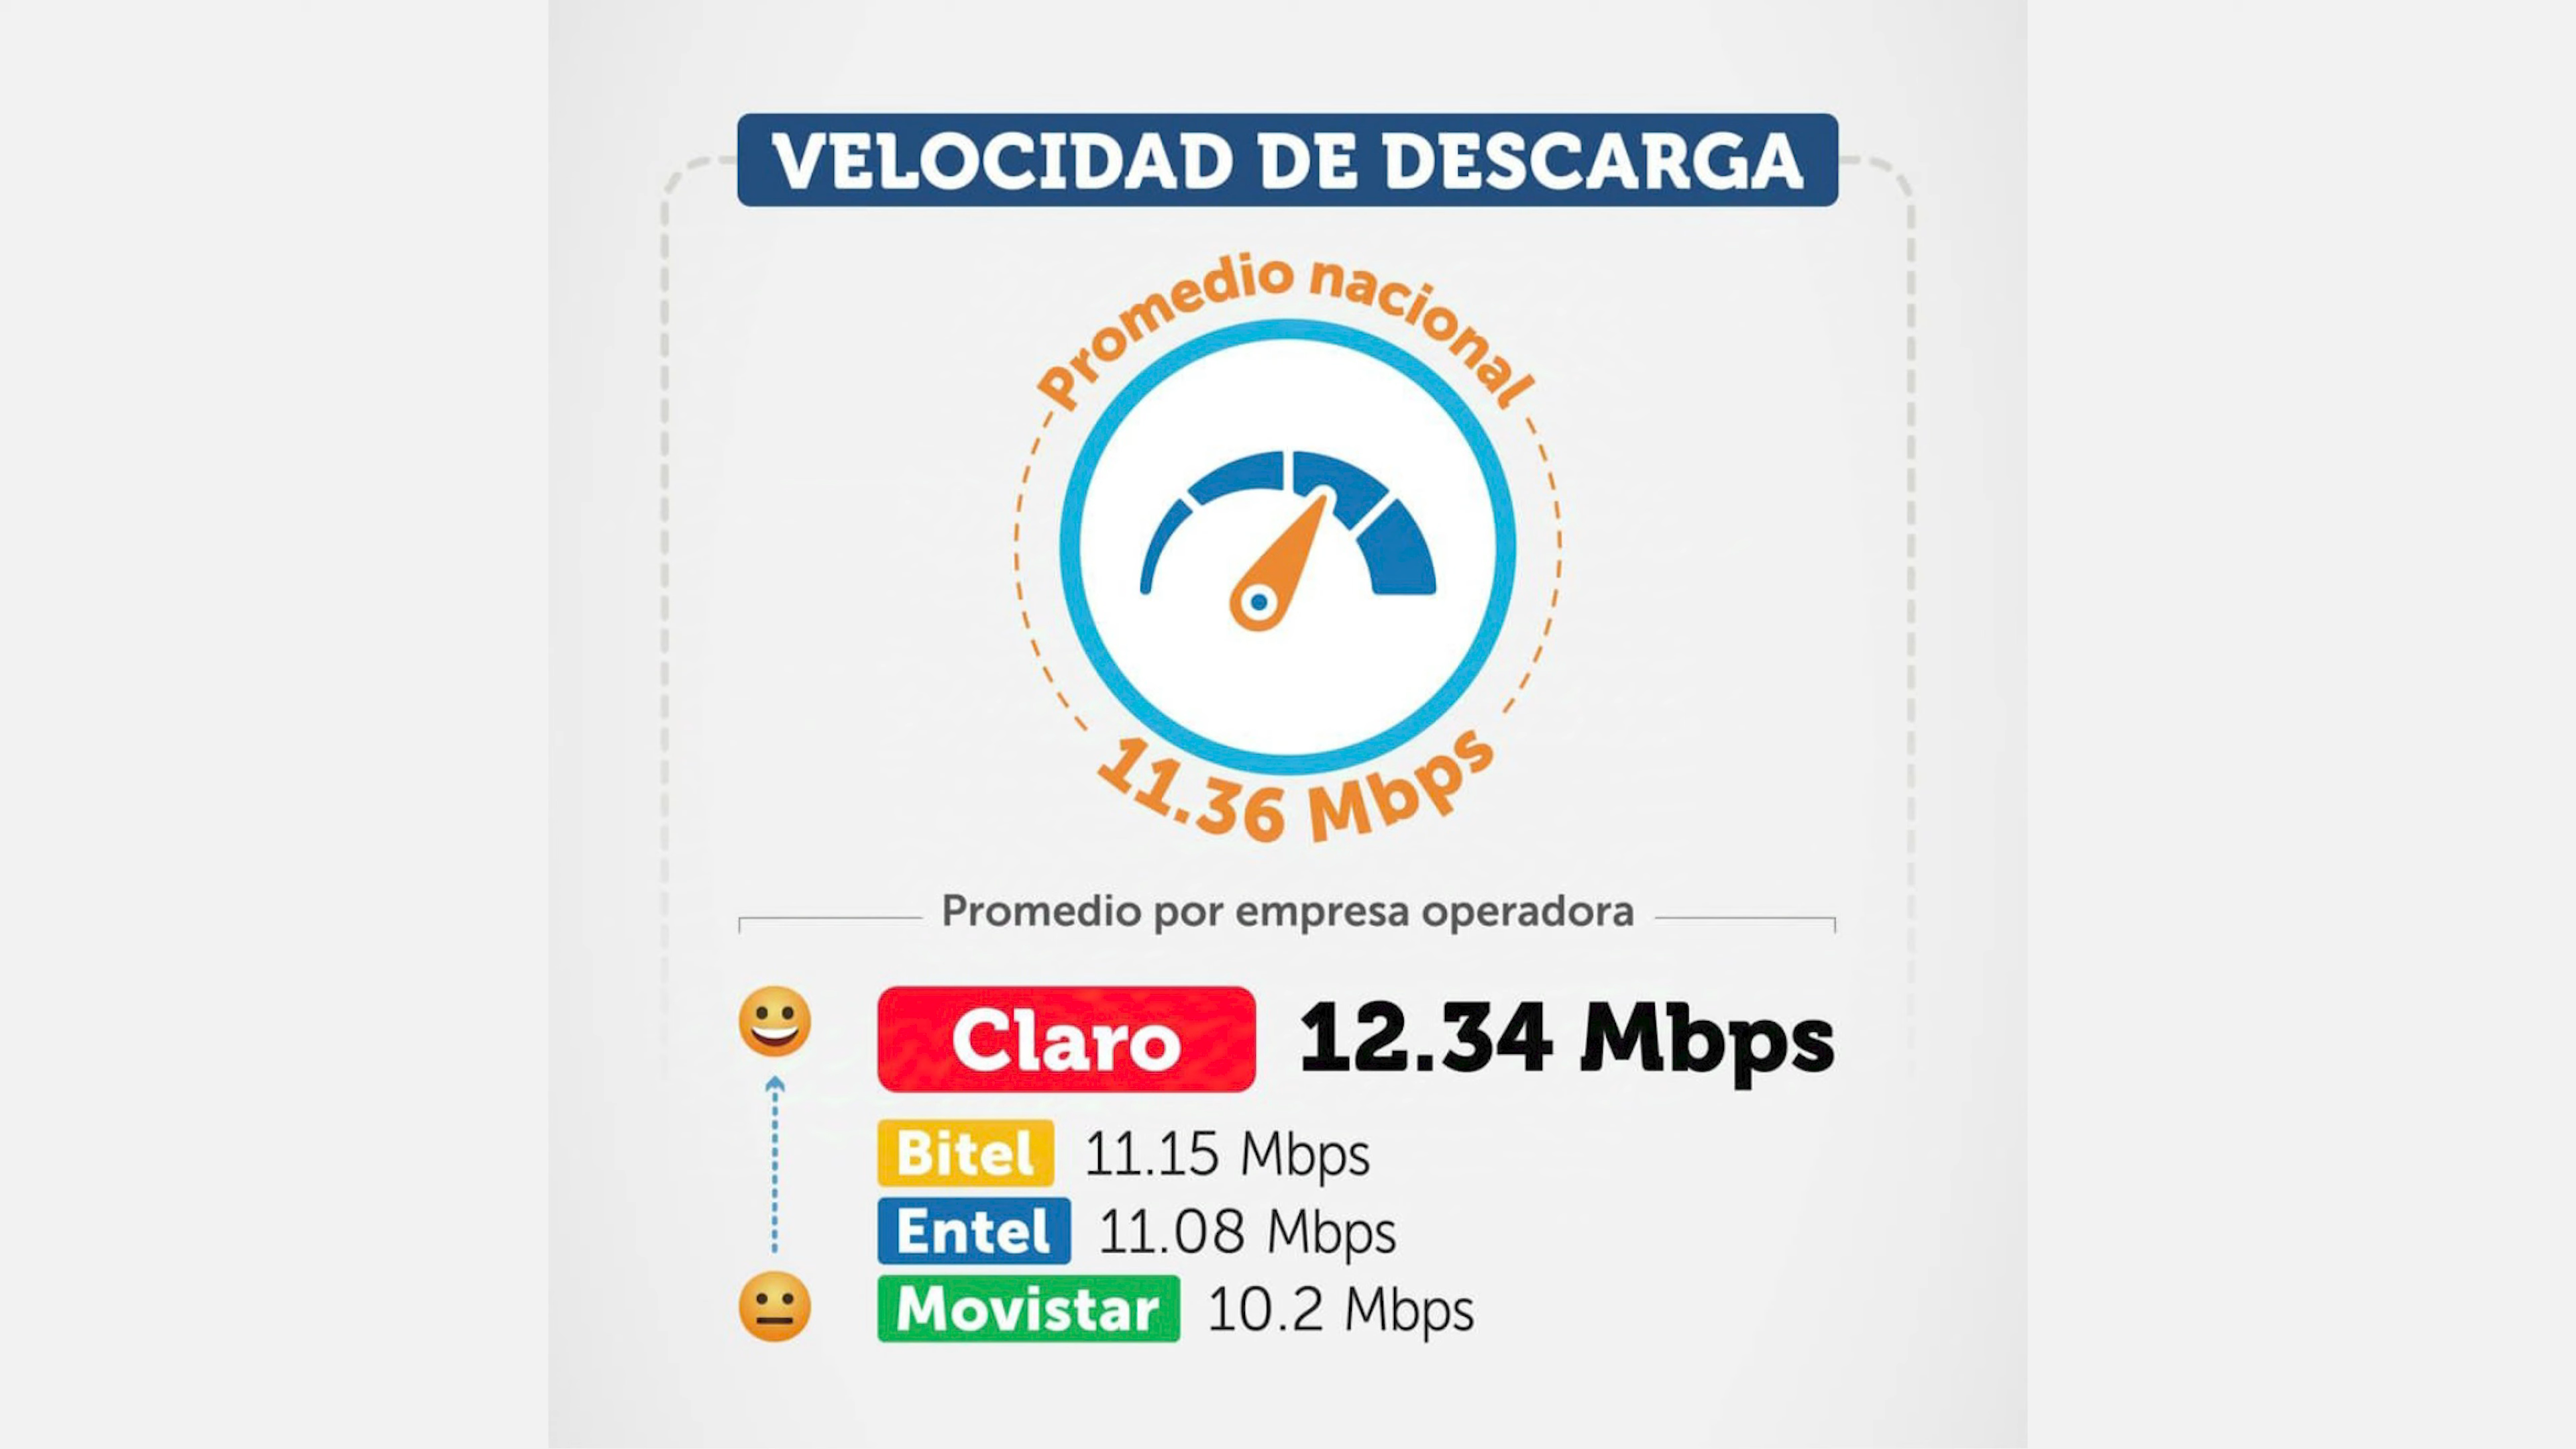 VELOCIDAD DE DESCARGA
Promedio nacional
11.36 Mbps
Promedio por empresa operadora
Claro 12.34 Mbps
Bitel 11.15 Mbps
Entel 11.08 Mbps
Movistar 10.2 Mbps